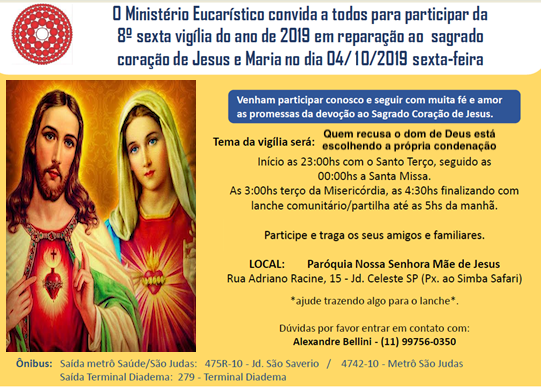 O Ministério Eucarístico convida a todos para participar da
8º sexta vigília do ano de 2019 em reparação ao sagrado
coração de Jesus e Maria no dia 04/10/2019 sexta-feira
Venham participar conosco e seguir com muita fé e amor
as promessas da devoção ao Sagrado Coração de Jesus.
Tema da vigília será: Quem recusa o dom de Deus está
escolhendo a própria condenação
Início as 23:00hs com o Santo Terço, seguido as
00:00hs a Santa Missa.
As 3:00hs terço da Misericórdia, as 4:30hs finalizando com
lanche comunitário/partilha até as 5hs da manhã.
Participe e traga os seus amigos e familiares.
LOCAL: Paróquia Nossa Senhora Mãe de Jesus
Rua Adriano Racine, 15 - Jd. Celeste SP (Px. ao Simba Safari)
*ajude trazendo algo para o lanche*.
Dúvidas por favor entrar em contato com:
Alexandre Bellini - (11) 99756-0350
Ônibus: Saída metrô Saúde/São Judas: 475R-10 - Jd. São Saverio / 4742-10 - Metrô São Judas
Saída Terminal Diadema: 279 - Terminal Diadema